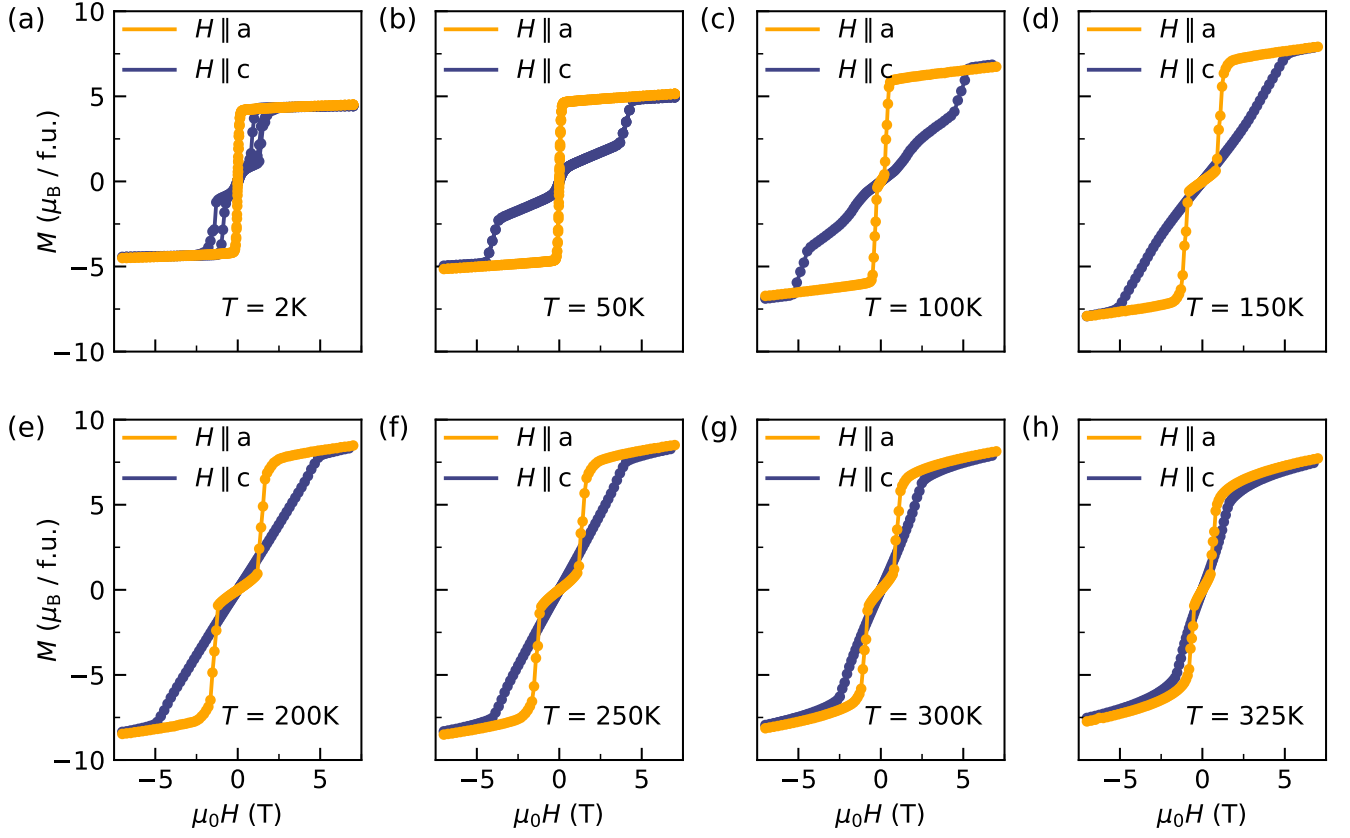 (a)
10
5
0
−5
−10
M (μB / f.u.)
H ∥ a
H ∥ c
T = 2K
(b)
H ∥ a
H ∥ c
T = 50K
(c)
H ∥ a
H ∥ c
T = 100K
(d)
H ∥ a
H ∥ c
T = 150K
(e)
10
5
0
−5
−10
M (μB / f.u.)
H ∥ a
H ∥ c
T = 200K
−5 0 5
μ0H (T)
(f)
H ∥ a
H ∥ c
T = 250K
−5 0 5
μ0H (T)
(g)
H ∥ a
H ∥ c
T = 300K
−5 0 5
μ0H (T)
(h)
H ∥ a
H ∥ c
T = 325K
−5 0 5
μ0H (T)